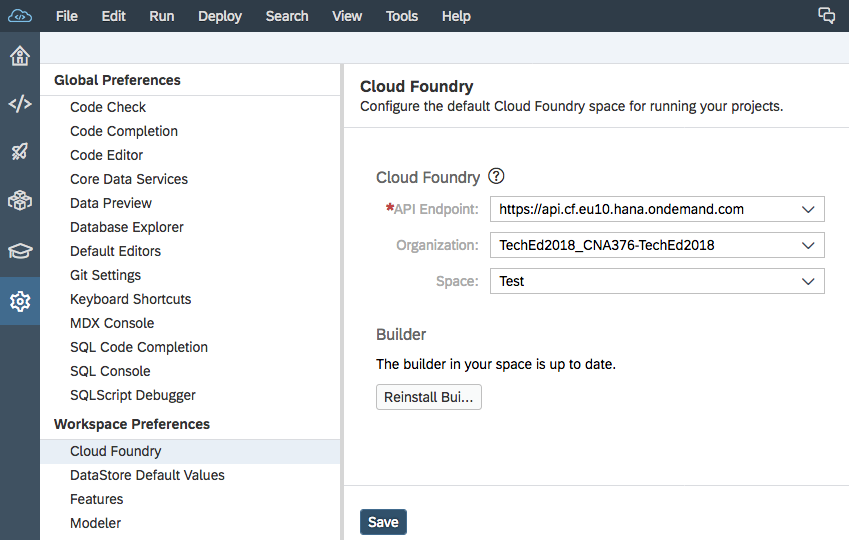 File Edit Run Deploy Search View Tools Help
Global Preferences
Code Check
Code Completion
Code Editor
Core Data Services
Data Preview
Database Explorer
Default Editors
Git Settings
Keyboard Shortcuts
MDX Console
SQL Code Completion
SQL Console
SQLScript Debugger
Workspace Preferences
Cloud Foundry
DataStore Default Values
Features
Modeler
Cloud Foundry
Configure the default Cloud Foundry space for running your projects.
Cloud Foundry ?
*API Endpoint: https://api.cf.eu10.hana.ondemand.com
Organization: TechEd2018_CNA376-TechEd2018
Space: Test
Builder
The builder in your space is up to date.
Reinstall Bui...
Save